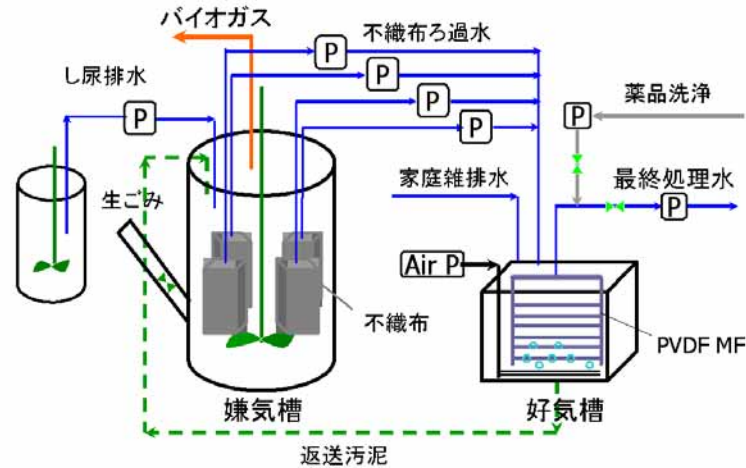 バイオガス
不織布ろ過水
P
P
し尿排水
P
P
P
薬品洗浄
P
生ごみ
家庭雑排水
最終処理水
P
Air P
不織布
PVDF MF
嫌気槽
好気槽
返送汚泥